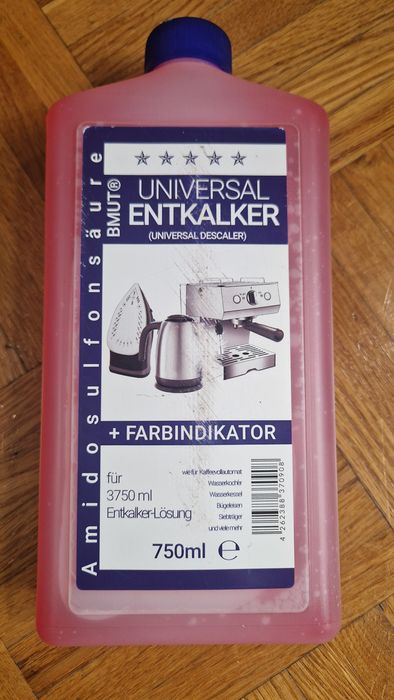 Amidosulfonsäure
BMUT®
UNIVERSAL
ENTKALKER
(UNIVERSAL DESCALER)
+ FARBINDIKATOR
für
3750 ml
Entkalker-Lösung
wie für Kaffeevollautomat
Wasserkocher
Wasserkessel
Bügeleisen
Siebträger
und viele mehr
750ml ℮
4 262388 370908